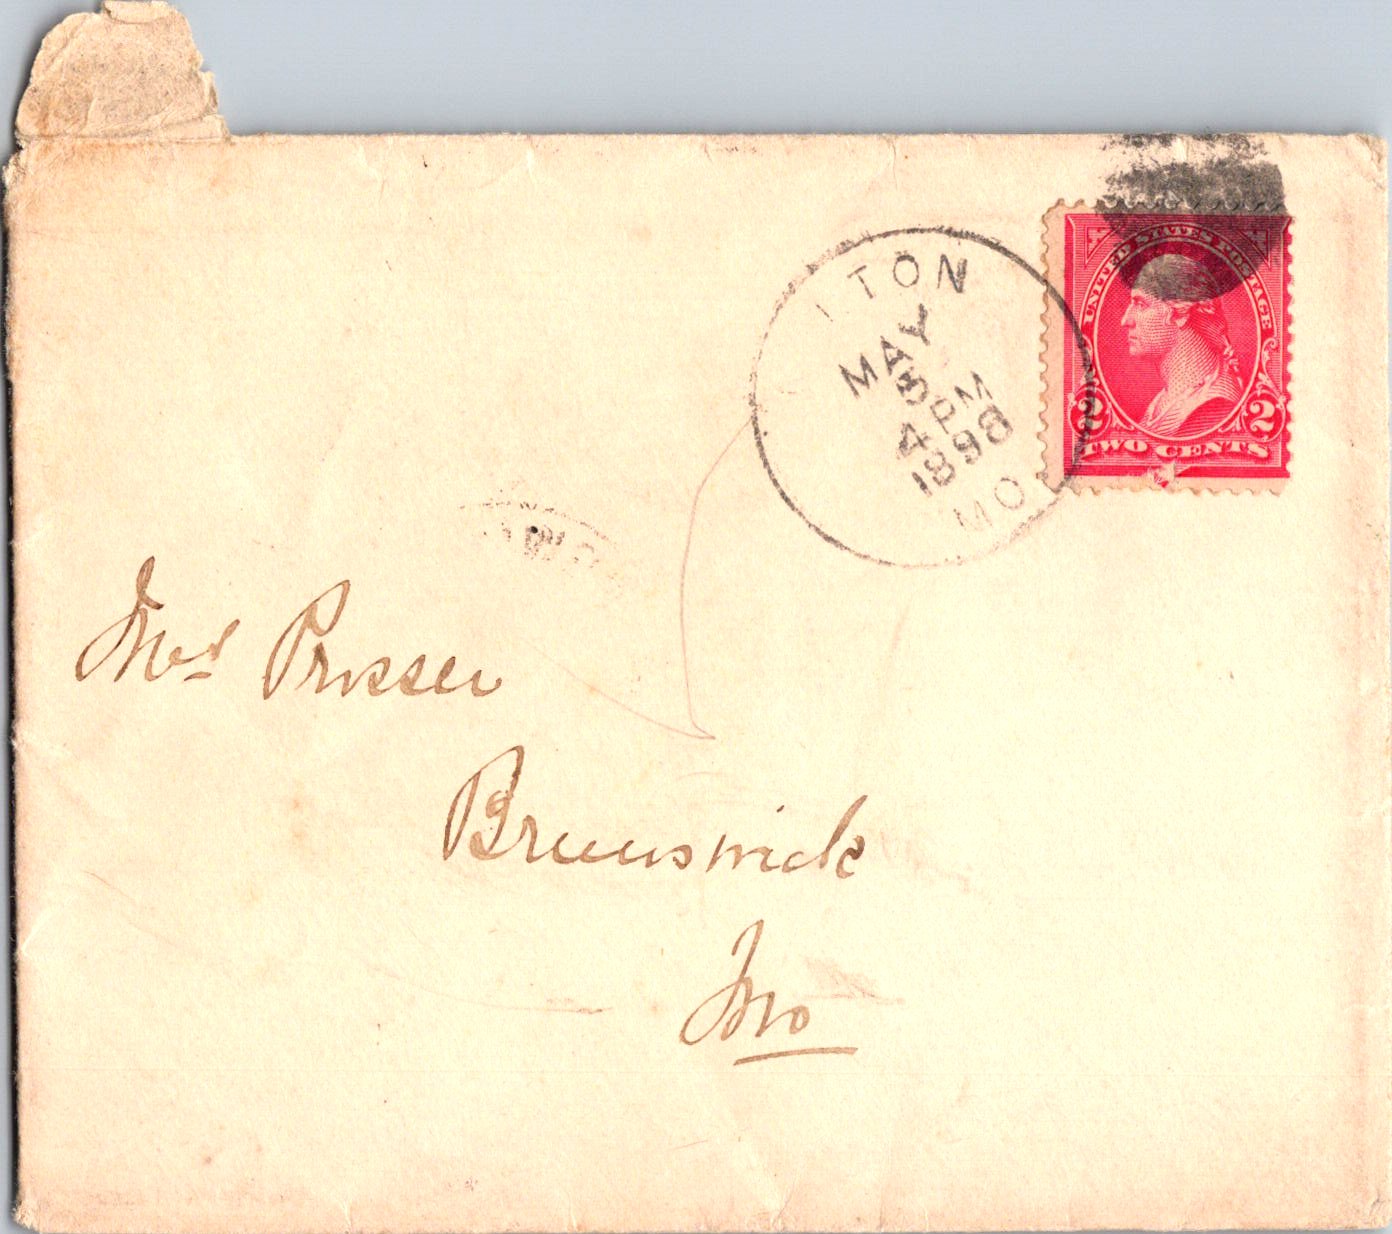 UNITED STATES POSTAGE
2 2
TWO CENTS
TON
MAY
5
4 PM
1898
MO
Mrs Prosser
Brunswick
Mo